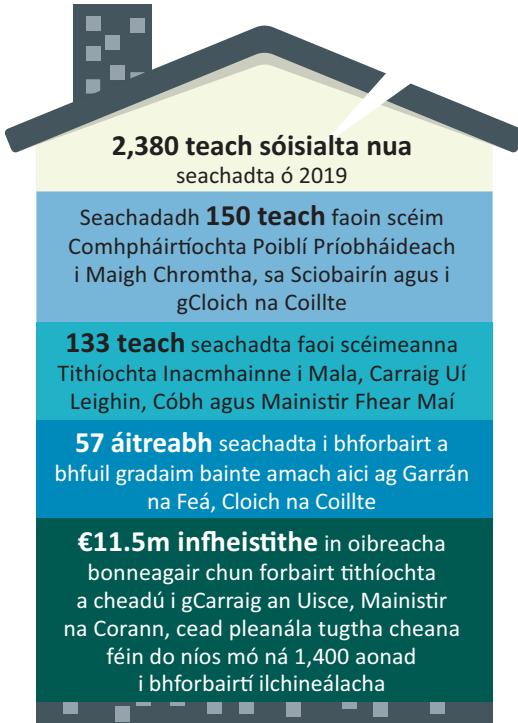 2,380 teach sóisialta nua
seachadta ó 2019
Seachadadh 150 teach faoin scéim
Comhpháirtíochta Poiblí Príobháideach
i Maigh Chromtha, sa Sciobairín agus i
gCloich na Coillte
133 teach seachadta faoi scéimeanna
Tithíochta Inacmhainne i Mala, Carraig Uí
Leighin, Cóbh agus Mainistir Fhear Maí
57 áitreabh seachadta i bhforbairt a
bhfuil gradaim bainte amach aici ag Garrán
na Feá, Cloich na Coillte
€11.5m infheistithe in oibreacha
bonneagair chun forbairt tithíochta
a cheadú i gCarraig an Uisce, Mainistir
na Corann, cead pleanála tugtha cheana
féin do níos mó ná 1,400 aonad
i bhforbairtí ilchineálacha